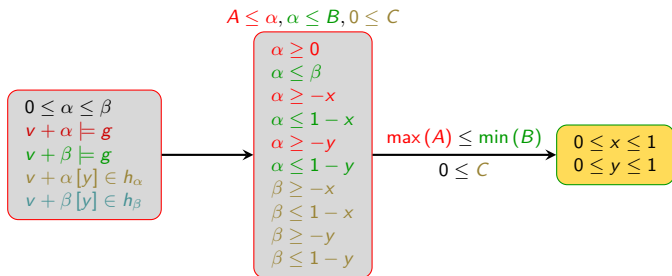 A ≤ α, α ≤ B, 0 ≤ C
0 ≤ α ≤ β
v + α ⊨ g
v + β ⊨ g
v + α [y] ∈ h_α
v + β [y] ∈ h_β
α ≥ 0
α ≤ β
α ≥ −x
α ≤ 1 − x
α ≥ −y
α ≤ 1 − y
β ≥ −x
β ≤ 1 − x
β ≥ −y
β ≤ 1 − y
max (A) ≤ min (B)
0 ≤ C
0 ≤ x ≤ 1
0 ≤ y ≤ 1